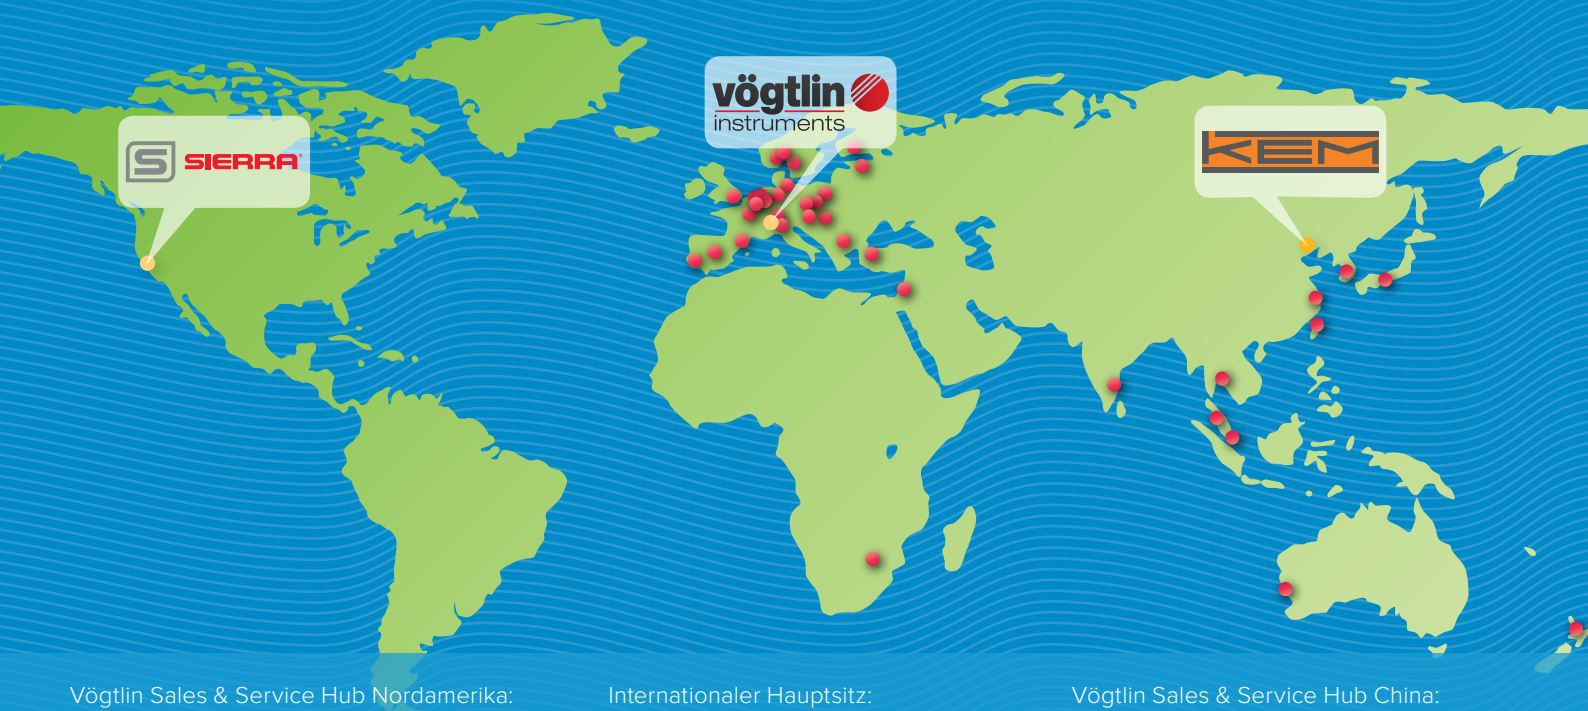 vögtlin
instruments
SIERRA
KEM
Vögtlin Sales & Service Hub Nordamerika:
Internationaler Hauptsitz:
Vögtlin Sales & Service Hub China: